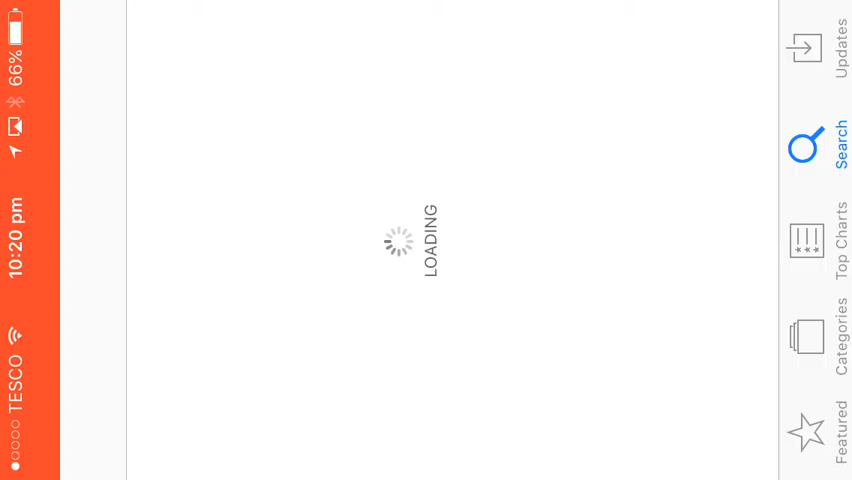 TESCO 10:20 pm 66%
LOADING
Featured Categories Top Charts Search Updates